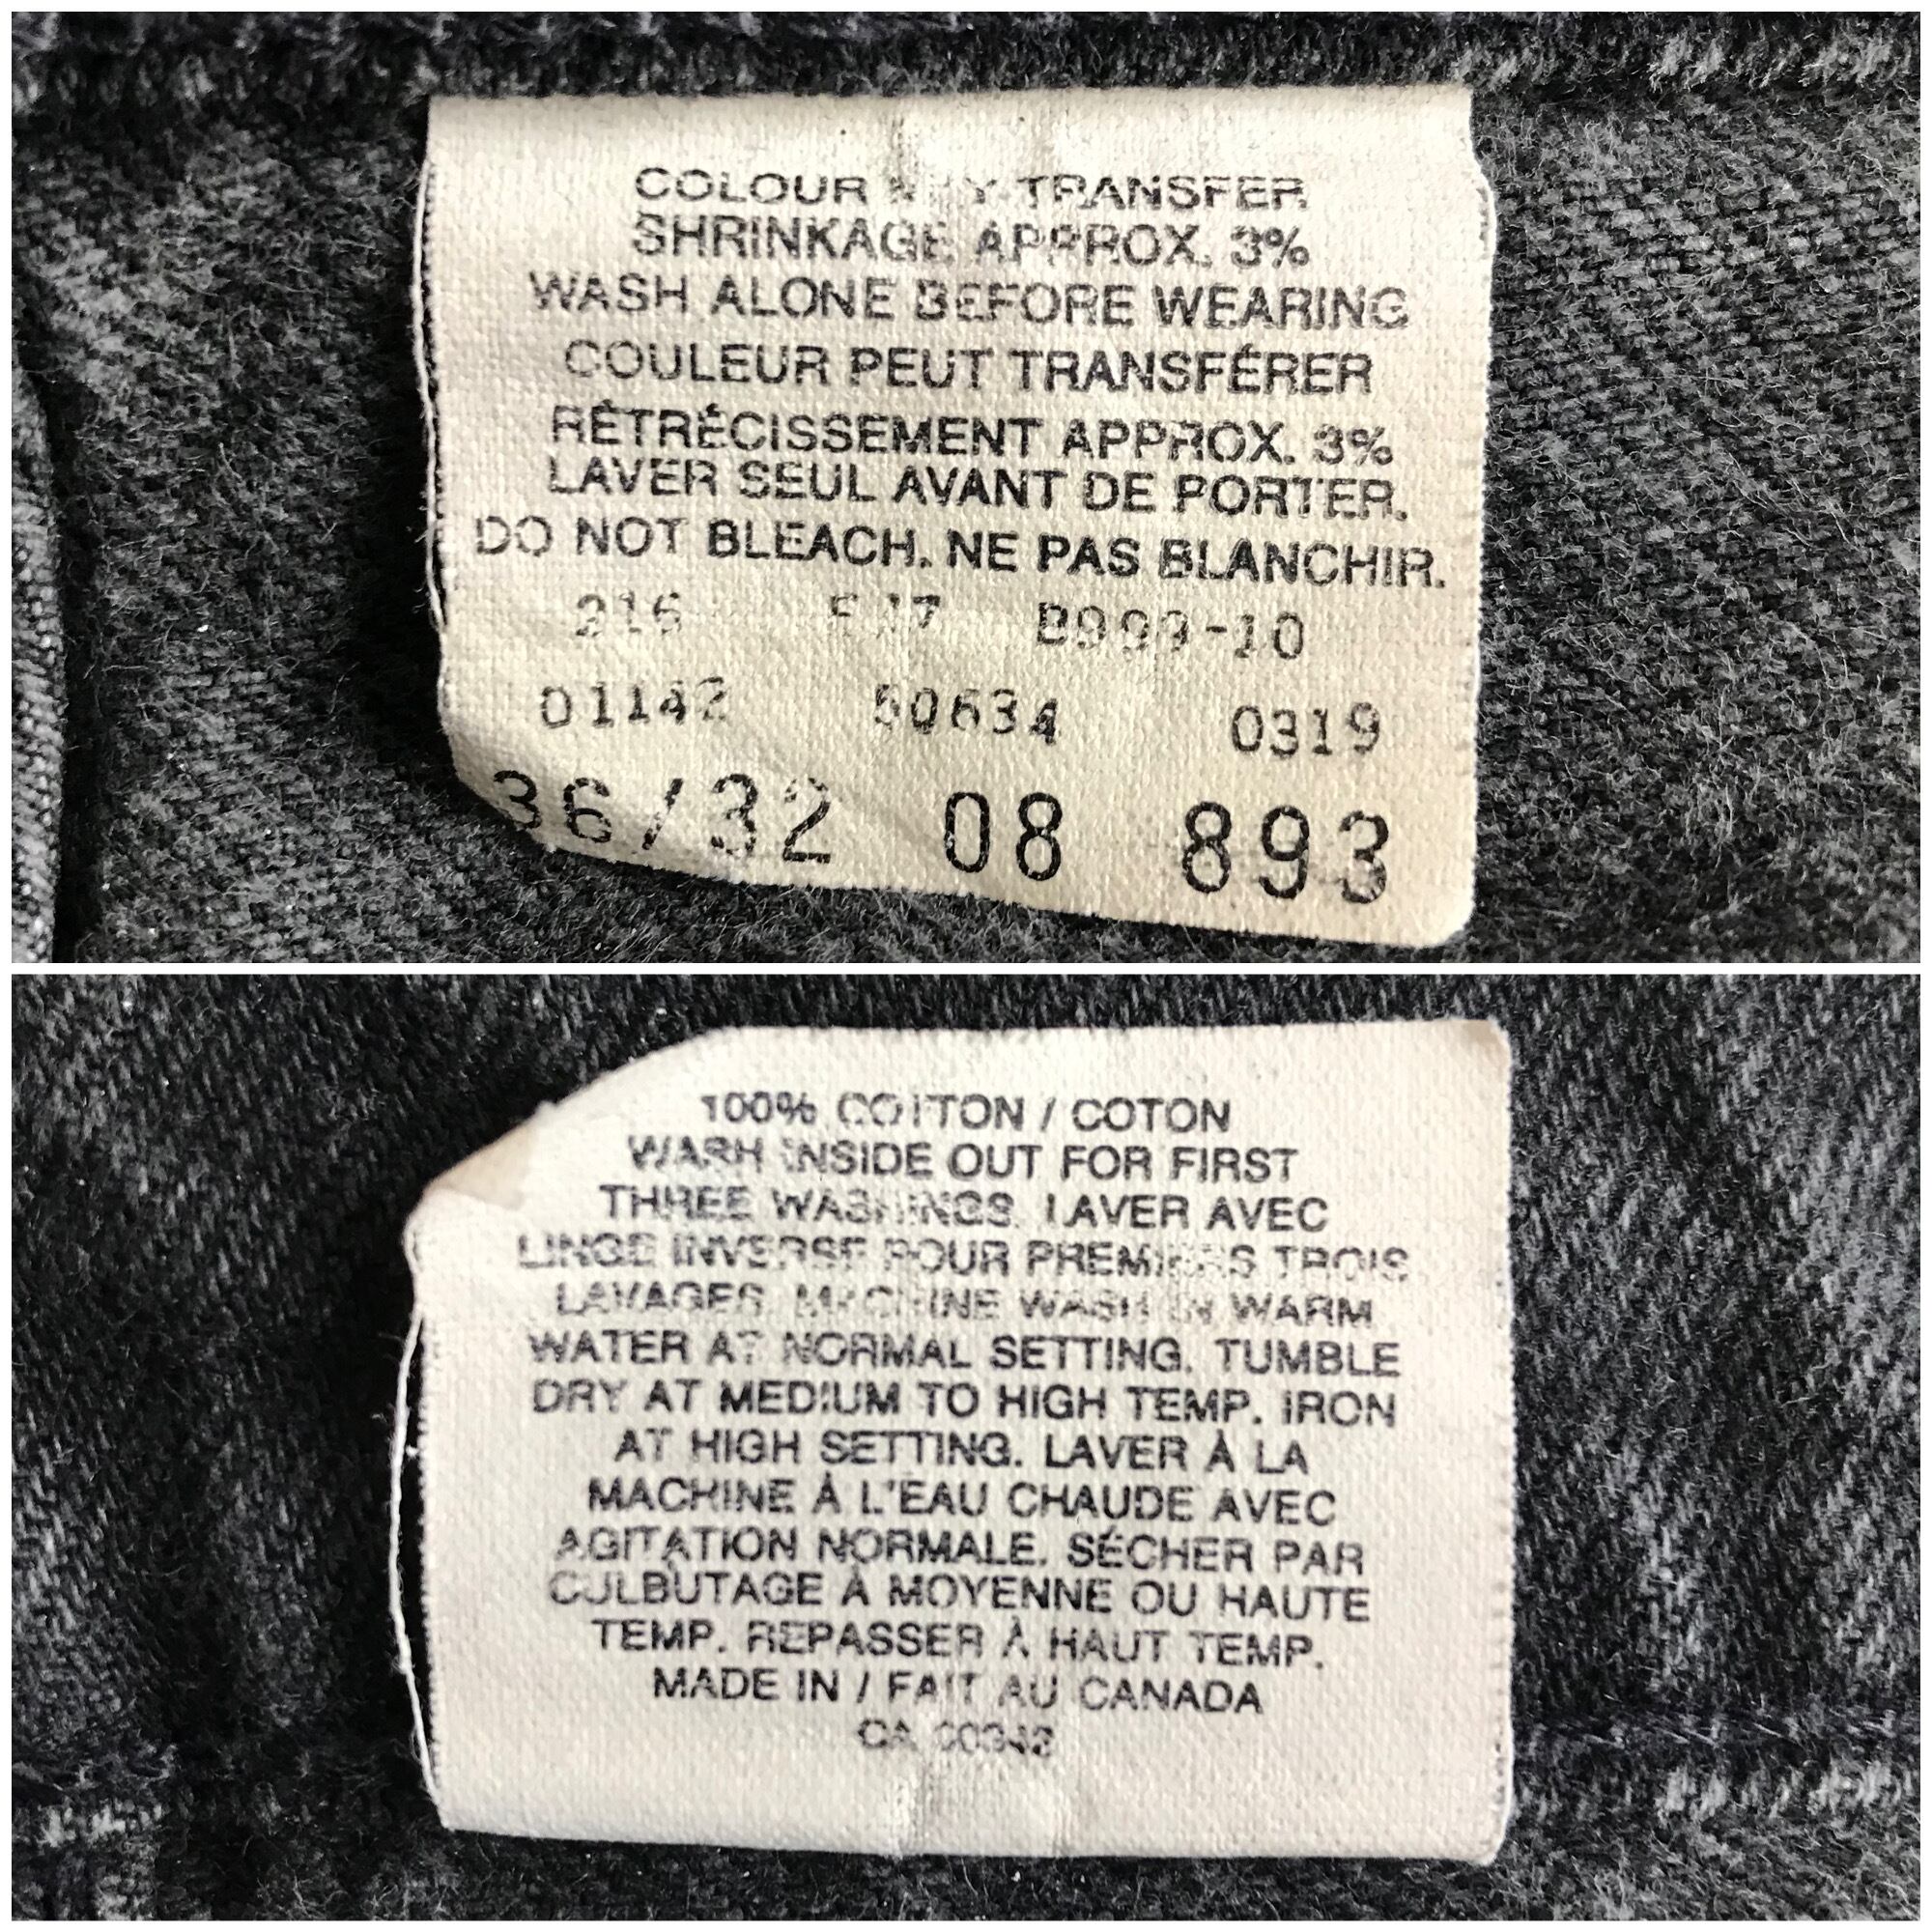 COLOUR TRANSFER
SHRINKAGE APPROX. 3%
WASH ALONE BEFORE WEARING
COULEUR PEUT TRANSFÉRER
RÉTRÉCISSEMENT APPROX. 3%
LAVER SEUL AVANT DE PORTER.
DO NOT BLEACH. NE PAS BLANCHIR.
216 B999-10
01142 50634 0319
36/32 08 893
100% COTTON / COTON
WASH INSIDE OUT FOR FIRST
THREE WASHINGS. LAVER AVEC
LINGE INVERSE POUR PREMIERS TROIS
LAVAGES. MACHINE WASH IN WARM
WATER AT NORMAL SETTING. TUMBLE
DRY AT MEDIUM TO HIGH TEMP. IRON
AT HIGH SETTING. LAVER À LA
MACHINE À L'EAU CHAUDE AVEC
AGITATION NORMALE. SÉCHER PAR
CULBUTAGE À MOYENNE OU HAUTE
TEMP. REPASSER À HAUT TEMP.
MADE IN / FAIT AU CANADA
CA